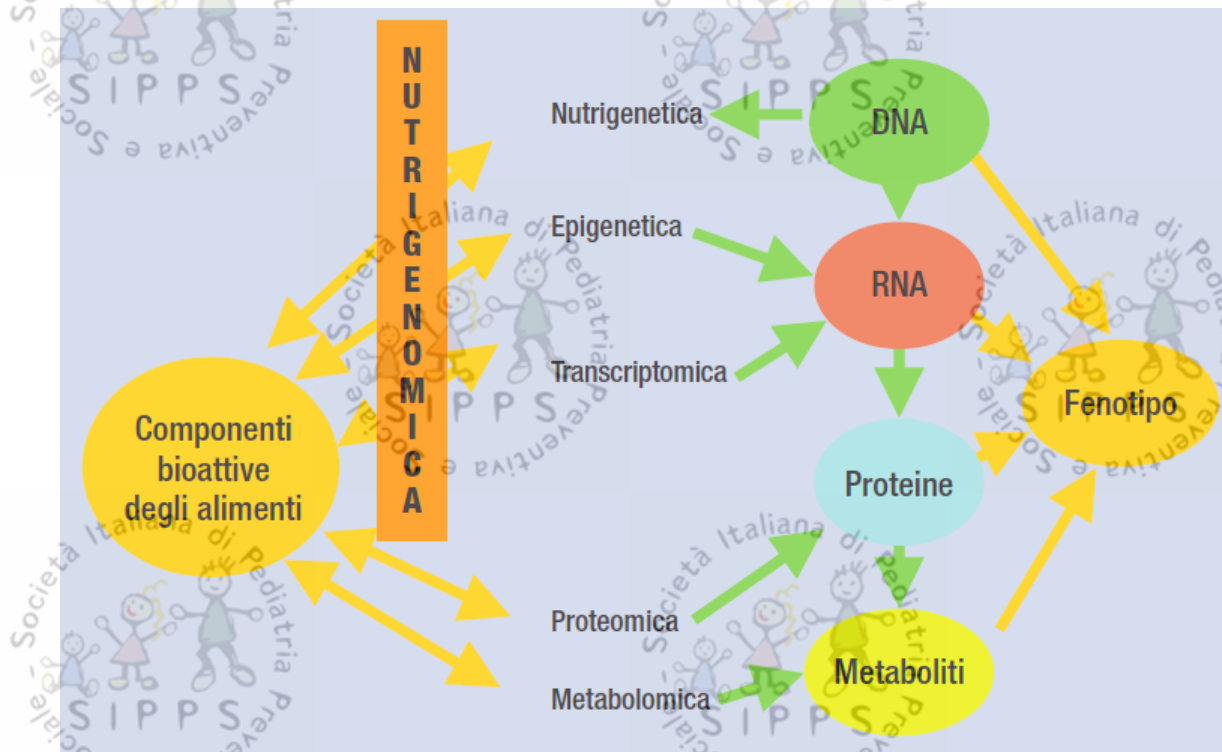 NUTRIGENOMICA
Nutrigenetica
DNA
Epigenetica
RNA
Transcriptomica
Fenotipo
Componenti
bioattive
degli alimenti
Proteine
Proteomica
Metabolomica
Metaboliti
Società Italiana di Pediatria Preventiva e Sociale -
SIPPS